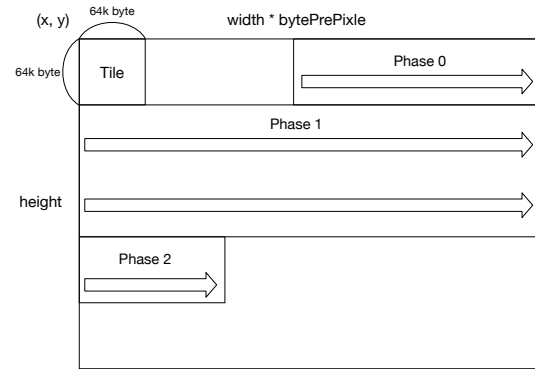 (x, y)
64k byte
width * bytePrePixle
64k byte
Tile
Phase 0
Phase 1
height
Phase 2